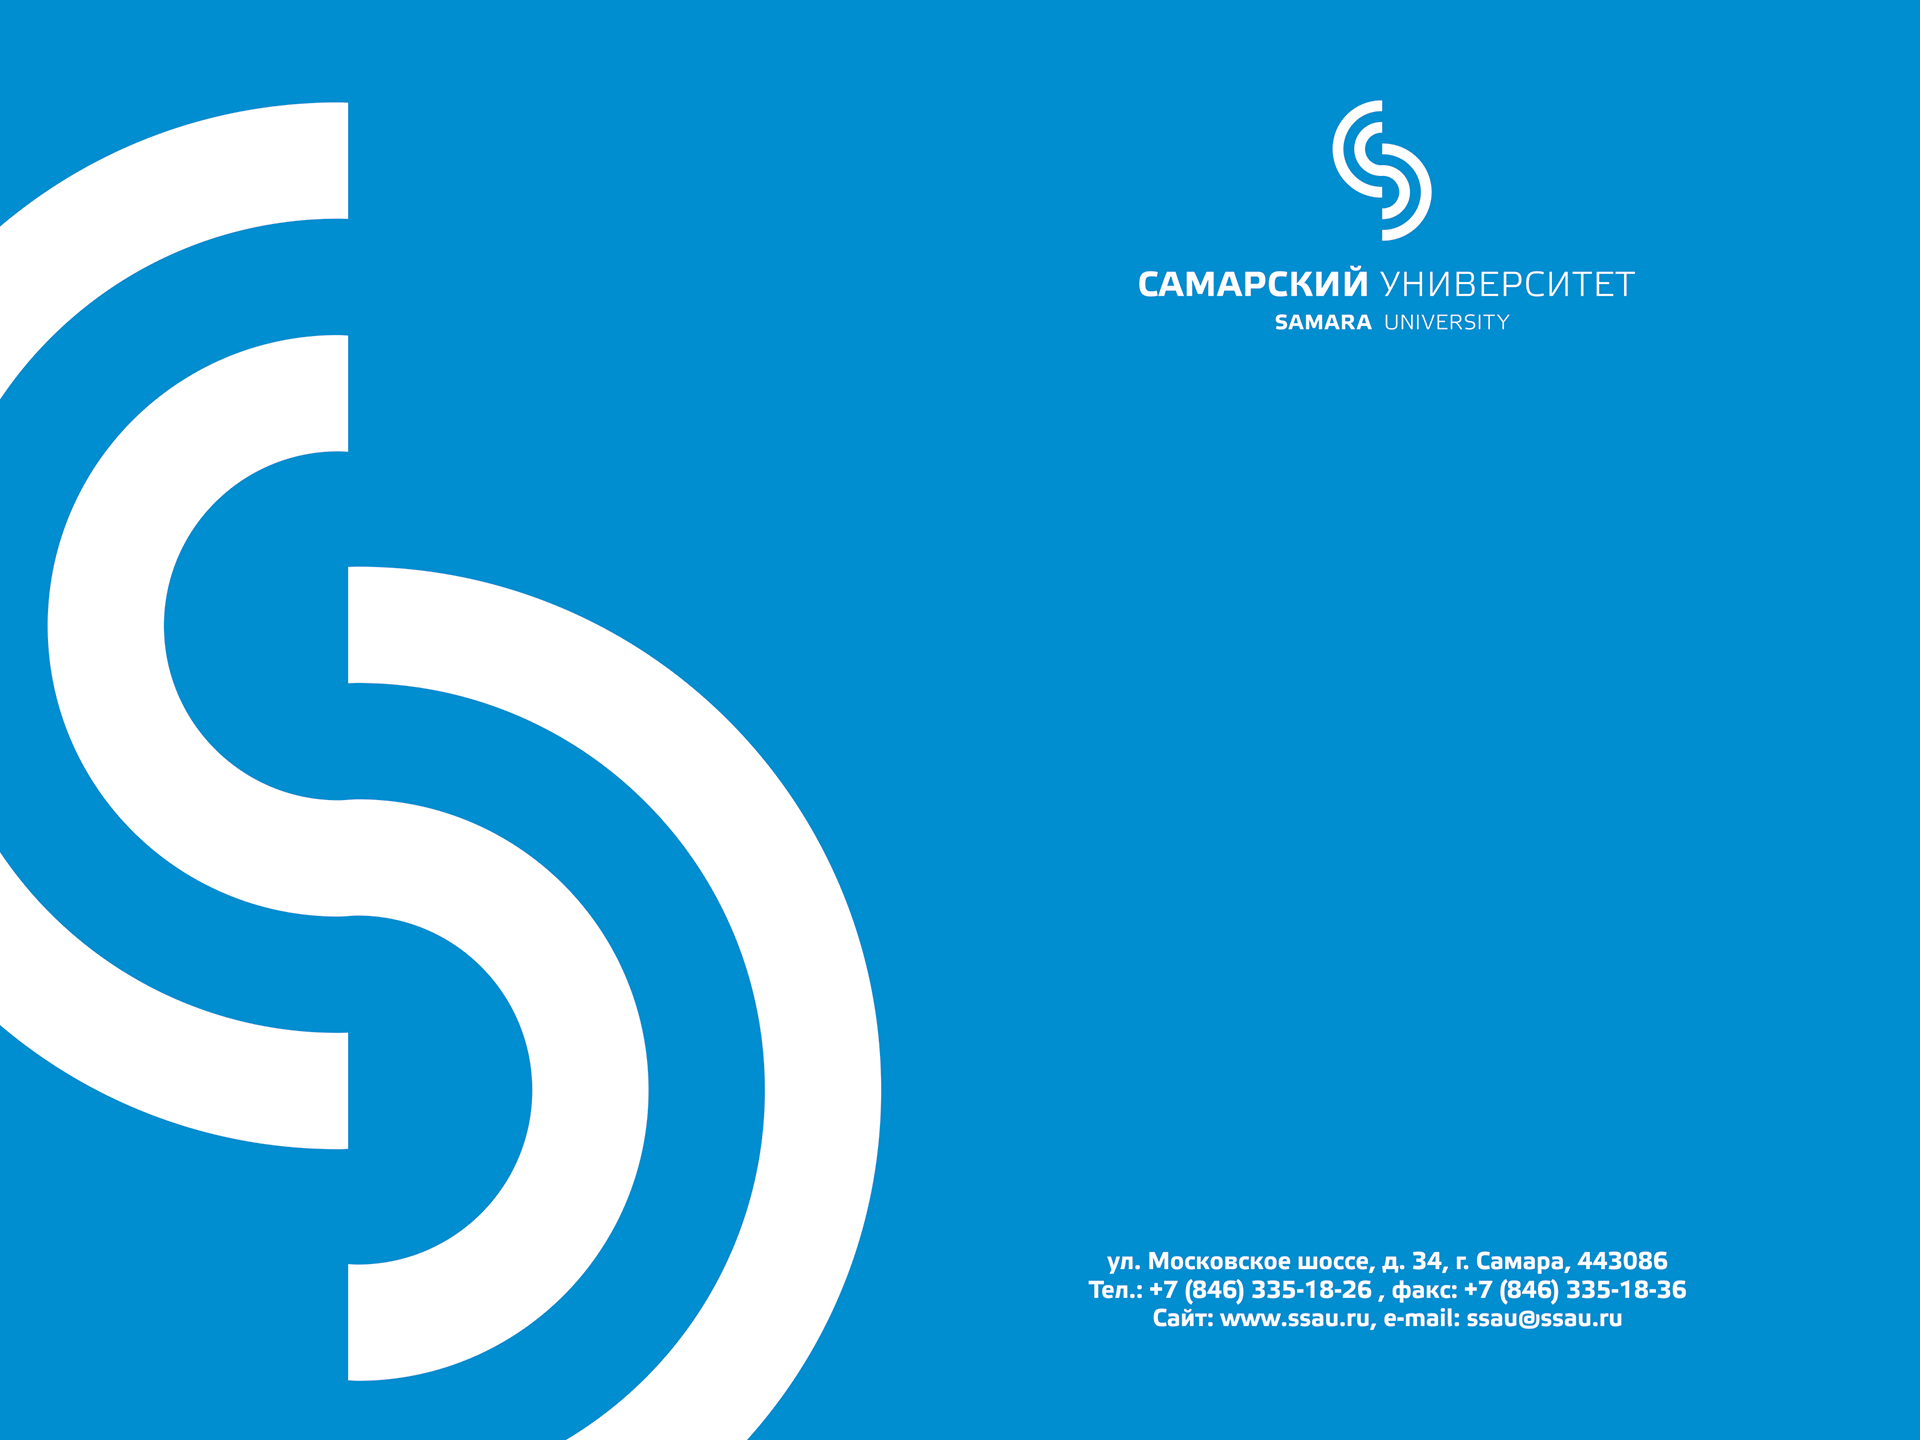 САМАРСКИЙ УНИВЕРСИТЕТ
SAMARA UNIVERSITY
ул. Московское шоссе, д. 34, г. Самара, 443086
Тел.: +7 (846) 335-18-26 , факс: +7 (846) 335-18-36
Сайт: www.ssau.ru, e-mail: ssau@ssau.ru